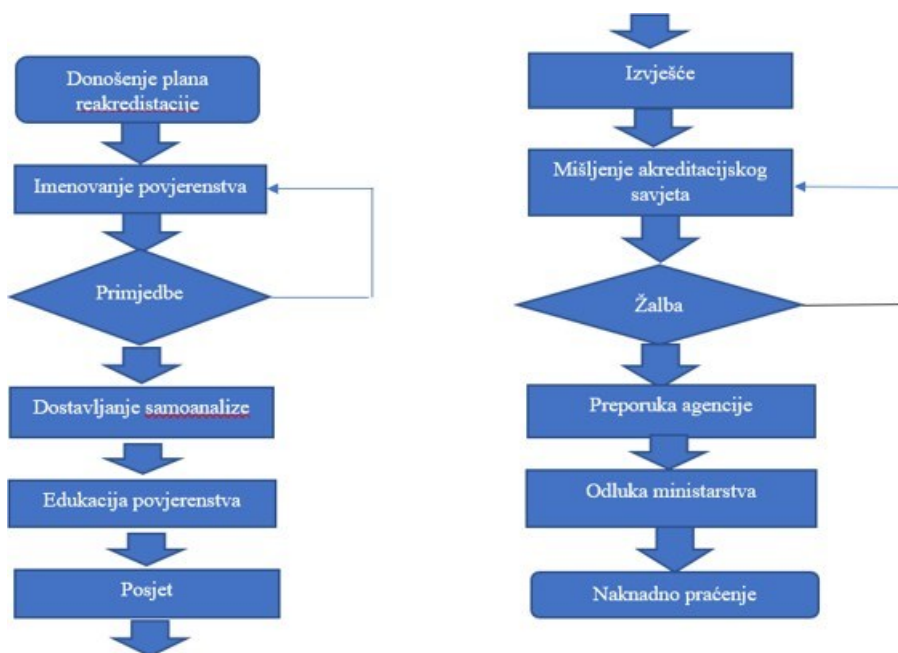 Donošenje plana
reakredistacije
Imenovanje povjerenstva
Primjedbe
Dostavljanje samoanalize
Edukacija povjerenstva
Posjet
Izvješće
Mišljenje akreditacijskog
savjeta
Žalba
Preporuka agencije
Odluka ministarstva
Naknadno praćenje